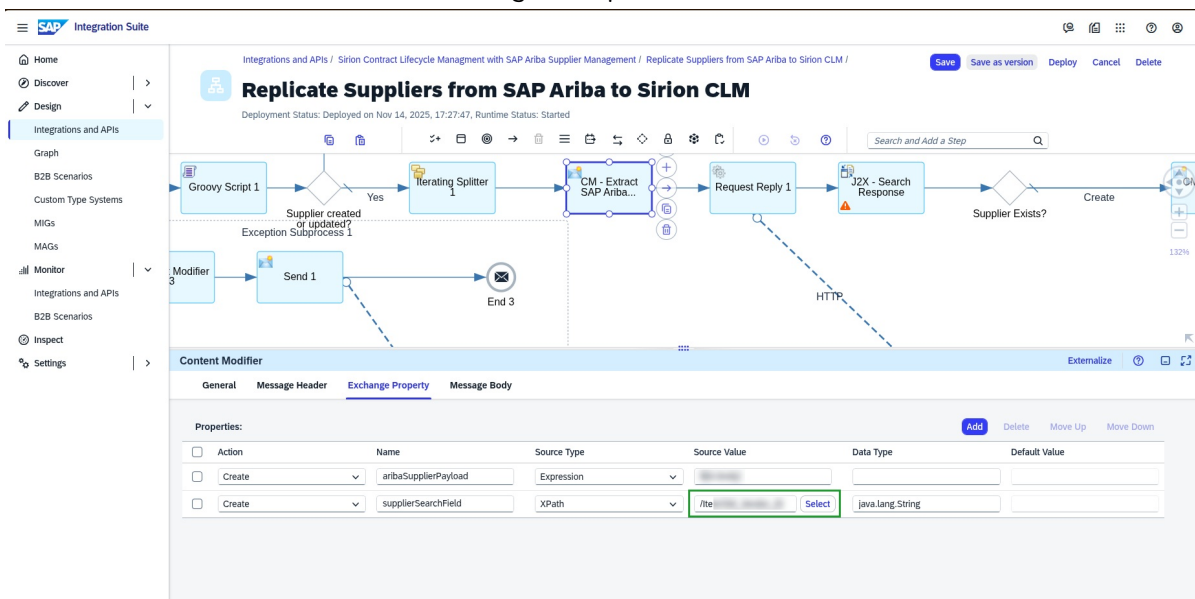 SAP Integration Suite
Home
Discover
Design
Integrations and APIs
Graph
B2B Scenarios
Custom Type Systems
MIGs
MAGs
Monitor
Integrations and APIs
B2B Scenarios
Inspect
Settings
Integrations and APIs / Sirion Contract Lifecycle Managment with SAP Ariba Supplier Management / Replicate Suppliers from SAP Ariba to Sirion CLM /
Save Save as version Deploy Cancel Delete
Replicate Suppliers from SAP Ariba to Sirion CLM
Deployment Status: Deployed on Nov 14, 2025, 17:27:47, Runtime Status: Started
Search and Add a Step
Groovy Script 1
Supplier created
or updated?
Yes
Iterating Splitter
1
CM - Extract
SAP Ariba...
Request Reply 1
J2X - Search
Response
Supplier Exists?
Create
132%
Exception Subprocess 1
Modifier
3
Send 1
End 3
HTTP
Content Modifier
Externalize
General Message Header Exchange Property Message Body
Properties:
Add Delete Move Up Move Down
Action Name Source Type Source Value Data Type Default Value
Create aribaSupplierPayload Expression
Create supplierSearchField XPath /Ite Select java.lang.String